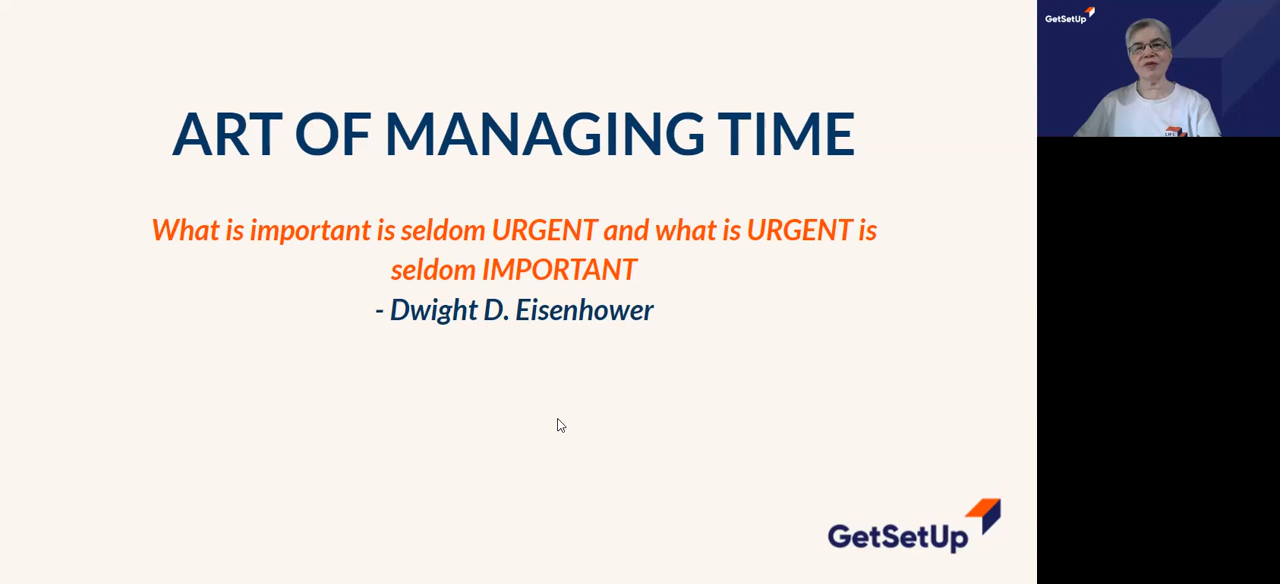 ART OF MANAGING TIME
What is important is seldom URGENT and what is URGENT is
seldom IMPORTANT
- Dwight D. Eisenhower
GetSetUp
GetSetUp